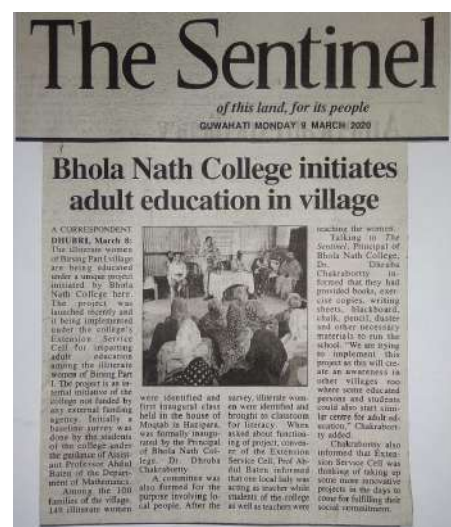 The Sentinel
of this land, for its people
GUWAHATI MONDAY 9 MARCH 2020
Bhola Nath College initiates
adult education in village
A CORRESPONDENT
DHUBRI, March 8:
The illiterate women
of Birsing Part I village
are being educated
under a unique project
initiated by Bhola
Nath College here.
The project was
launched recently and
it being implemented
under the college's
Extension Service
Cell for imparting
adult education
among the illiterate
women of Birsing Part
I. The project is an in-
ternal initiative of the
college not funded by
any external funding
agency. Initially a
baseline survey was
done by the students
of the college under
the guidance of Assist-
ant Professor Abdul
Baten of the Depart-
ment of Mathematics.
Among the 108
families of the village,
149 illiterate women
were identified and
first inaugural class
held in the house of
Moqtab is Hazipara,
was formally inaugu-
rated by the Principal
of Bhola Nath Col-
lege, Dr. Dhruba
Chakrabortty.
A committee was
also formed for the
purpose involving lo-
cal people. After the
survey, illiterate wom-
en were identified and
brought to classroom
for literacy. When
asked about function-
ing of project, conven-
er of the Extension
Service Cell, Prof Ab-
dul Baten, informed
that one local lady was
acting as teacher while
students of the college
as well as teachers were
teaching the women.
Talking to The
Sentinel, Principal of
Bhola Nath College,
Dr. Dhruba
Chakrabortty in-
formed that they had
provided books, exer-
cise copies, writing
sheets, blackboard,
chalk, pencil, duster
and other necessary
materials to run the
school. "We are trying
to implement this
project as this will cre-
ate an awareness in
other villages too
where some educated
persons and students
could also start simi-
lar centre for adult ed-
ucation," Chakrabort-
ty added.
Chakrabortty also
informed that Exten-
sion Service Cell was
thinking of taking up
some more innovative
projects in the days to
come for fulfilling their
social commitment.